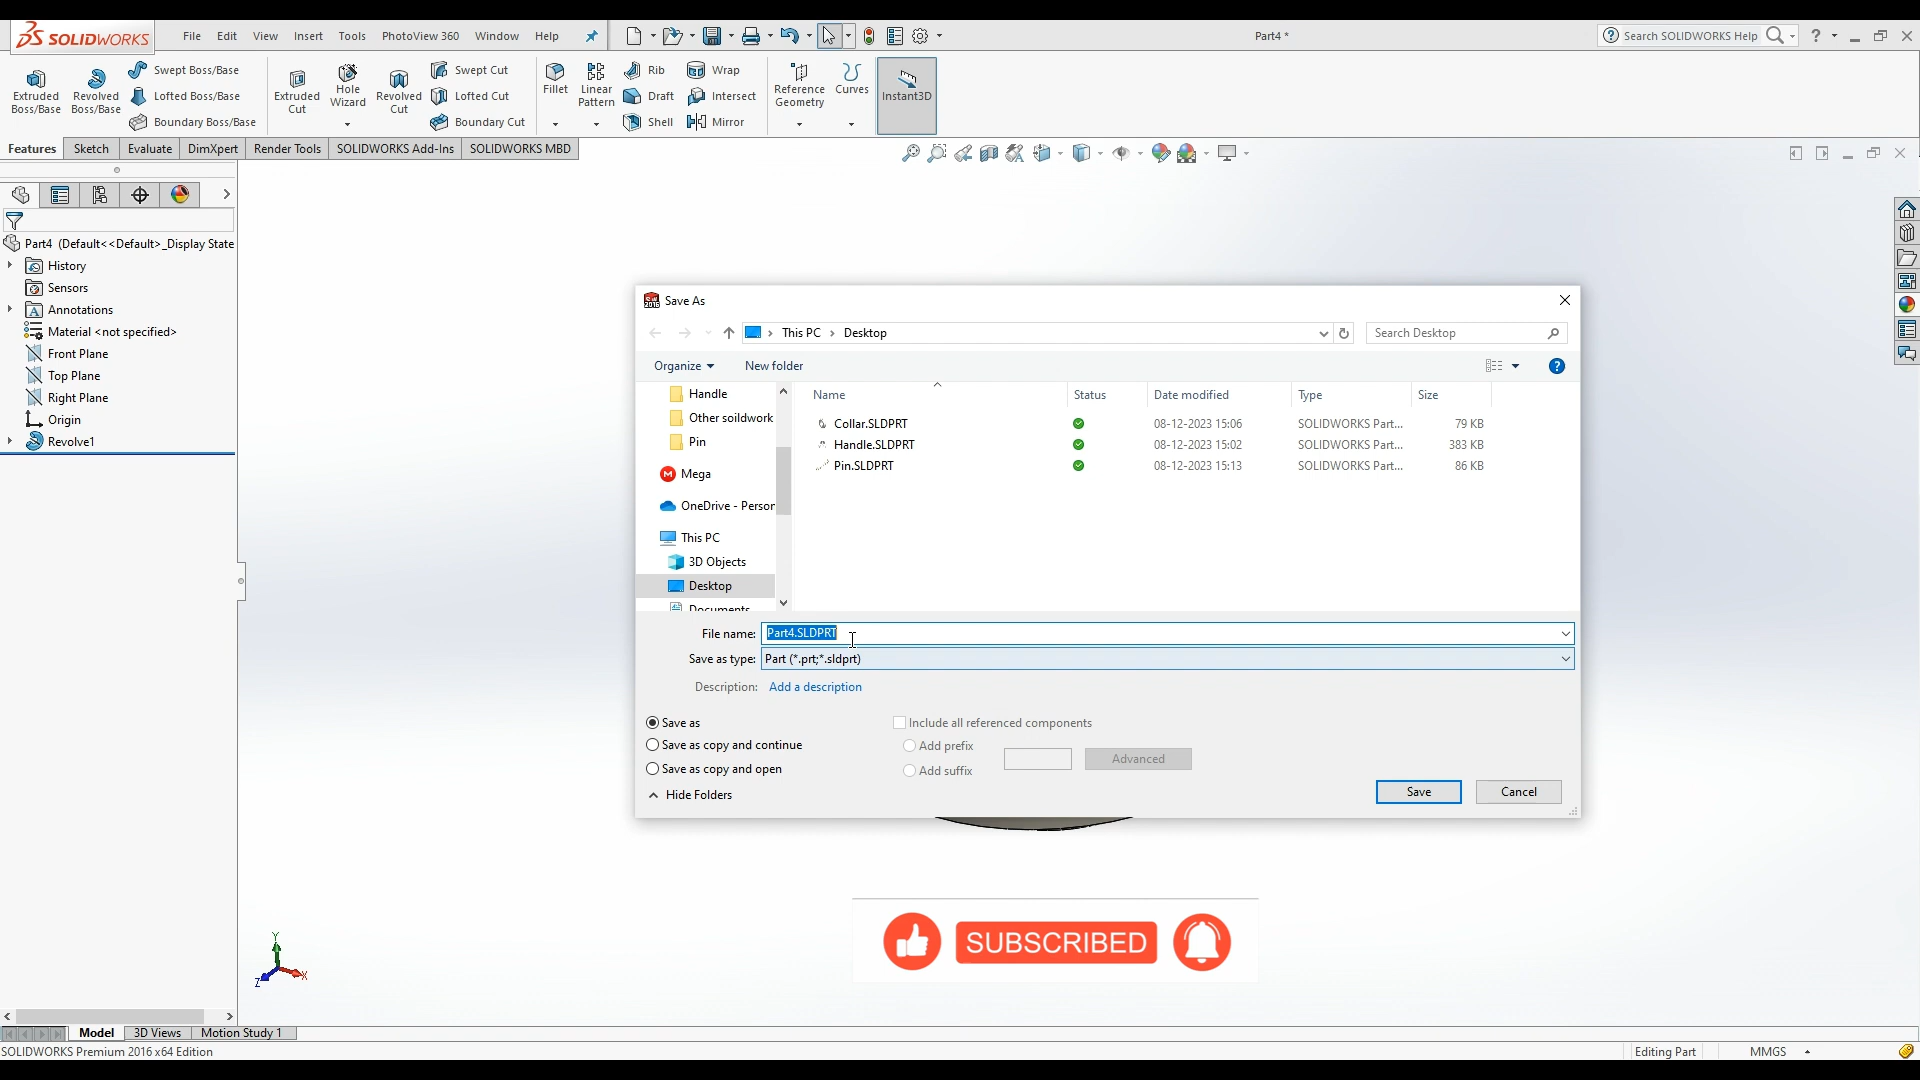 SOLIDWORKS File Edit View Insert Tools PhotoView 360 Window Help Part4 * Search SOLIDWORKS Help ?
Extruded Boss/Base
Revolved Boss/Base
Swept Boss/Base
Lofted Boss/Base
Boundary Boss/Base
Extruded Cut
Hole Wizard
Revolved Cut
Swept Cut
Lofted Cut
Boundary Cut
Fillet
Linear Pattern
Rib
Draft
Shell
Wrap
Intersect
Mirror
Reference Geometry
Curves
Instant3D
Features Sketch Evaluate DimXpert Render Tools SOLIDWORKS Add-Ins SOLIDWORKS MBD
Part4 (Default<<Default>_Display State
History
Sensors
Annotations
Material <not specified>
Front Plane
Top Plane
Right Plane
Origin
Revolve1
Save As
This PC > Desktop
Search Desktop
Organize New folder
Handle
Other soildwork
Pin
Mega
OneDrive - Person
This PC
3D Objects
Desktop
Documents
Name Status Date modified Type Size
Collar.SLDPRT 08-12-2023 15:06 SOLIDWORKS Part... 79 KB
Handle.SLDPRT 08-12-2023 15:02 SOLIDWORKS Part... 383 KB
Pin.SLDPRT 08-12-2023 15:13 SOLIDWORKS Part... 86 KB
File name: Part4.SLDPRT
Save as type: Part (*.prt;*.sldprt)
Description: Add a description
Save as
Save as copy and continue
Save as copy and open
Include all referenced components
Add prefix
Add suffix
Advanced
Hide Folders
Save Cancel
SUBSCRIBED
Y
X
Z
Model 3D Views Motion Study 1
SOLIDWORKS Premium 2016 x64 Edition Editing Part MMGS